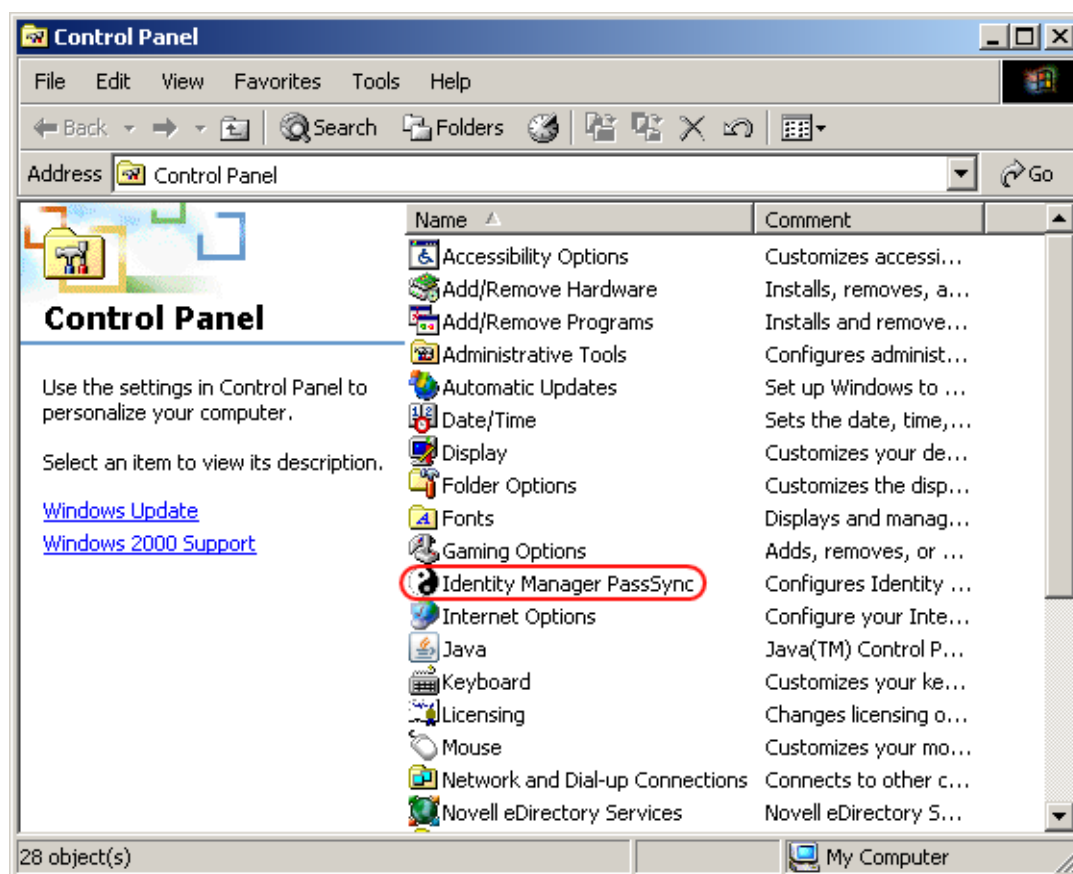 Control Panel
File Edit View Favorites Tools Help
Back Search Folders
Address Control Panel Go
Control Panel
Use the settings in Control Panel to
personalize your computer.
Select an item to view its description.
Windows Update
Windows 2000 Support
Name Comment
Accessibility Options Customizes accessi...
Add/Remove Hardware Installs, removes, a...
Add/Remove Programs Installs and remove...
Administrative Tools Configures administ...
Automatic Updates Set up Windows to ...
Date/Time Sets the date, time,...
Display Customizes your de...
Folder Options Customizes the disp...
Fonts Displays and manag...
Gaming Options Adds, removes, or ...
Identity Manager PassSync Configures Identity ...
Internet Options Configure your Inte...
Java Java(TM) Control P...
Keyboard Customizes your ke...
Licensing Changes licensing o...
Mouse Customizes your mo...
Network and Dial-up Connections Connects to other c...
Novell eDirectory Services Novell eDirectory S...
28 object(s) My Computer